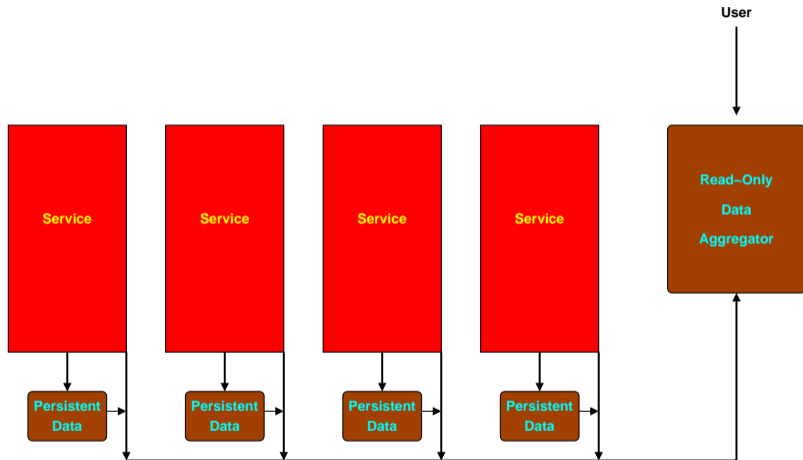 User
Service
Service
Service
Service
Read–Only
Data
Aggregator
Persistent
Data
Persistent
Data
Persistent
Data
Persistent
Data